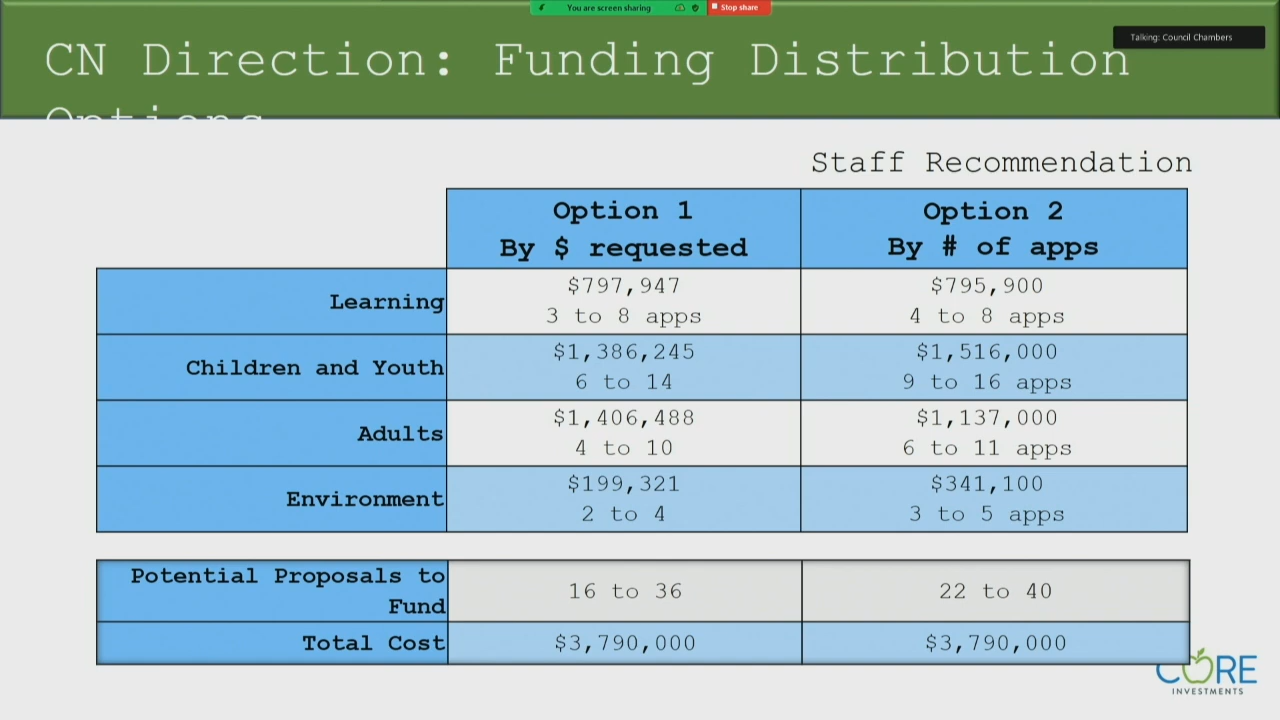 You are screen sharing
Stop share
Talking: Council Chambers
CN Direction: Funding Distribution
Options
Staff Recommendation
Option 1
By $ requested
Option 2
By # of apps
Learning
$797,947
3 to 8 apps
$795,900
4 to 8 apps
Children and Youth
$1,386,245
6 to 14
$1,516,000
9 to 16 apps
Adults
$1,406,488
4 to 10
$1,137,000
6 to 11 apps
Environment
$199,321
2 to 4
$341,100
3 to 5 apps
Potential Proposals to
Fund
16 to 36
22 to 40
Total Cost
$3,790,000
$3,790,000
CORE
INVESTMENTS